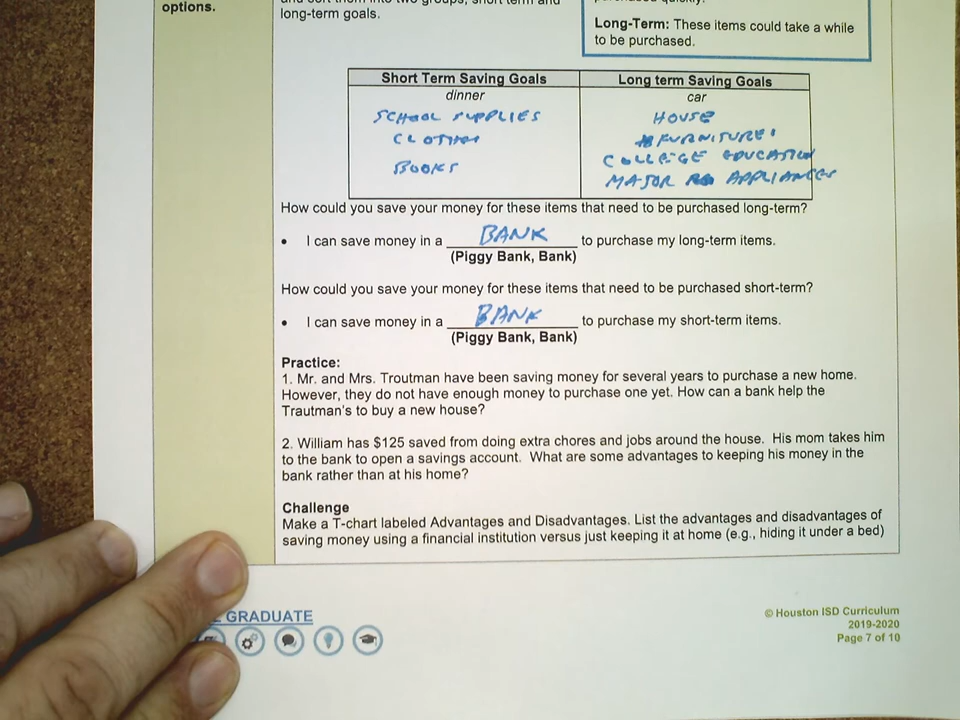 options.
and sort them into two groups, short term and
long-term goals.
purchased quickly.
Long-Term: These items could take a while
to be purchased.
Short Term Saving Goals
Long term Saving Goals
dinner
car
SCHOOL SUPPLIES
HOUSE
CLOTHES
FURNITURE
BOOKS
COLLEGE EDUCATION
MAJOR APPLIANCES
How could you save your money for these items that need to be purchased long-term?
• I can save money in a BANK to purchase my long-term items.
(Piggy Bank, Bank)
How could you save your money for these items that need to be purchased short-term?
• I can save money in a BANK to purchase my short-term items.
(Piggy Bank, Bank)
Practice:
1. Mr. and Mrs. Troutman have been saving money for several years to purchase a new home.
However, they do not have enough money to purchase one yet. How can a bank help the
Trautman's to buy a new house?
2. William has $125 saved from doing extra chores and jobs around the house. His mom takes him
to the bank to open a savings account. What are some advantages to keeping his money in the
bank rather than at his home?
Challenge
Make a T-chart labeled Advantages and Disadvantages. List the advantages and disadvantages of
saving money using a financial institution versus just keeping it at home (e.g., hiding it under a bed)
GRADUATE
© Houston ISD Curriculum
2019-2020
Page 7 of 10